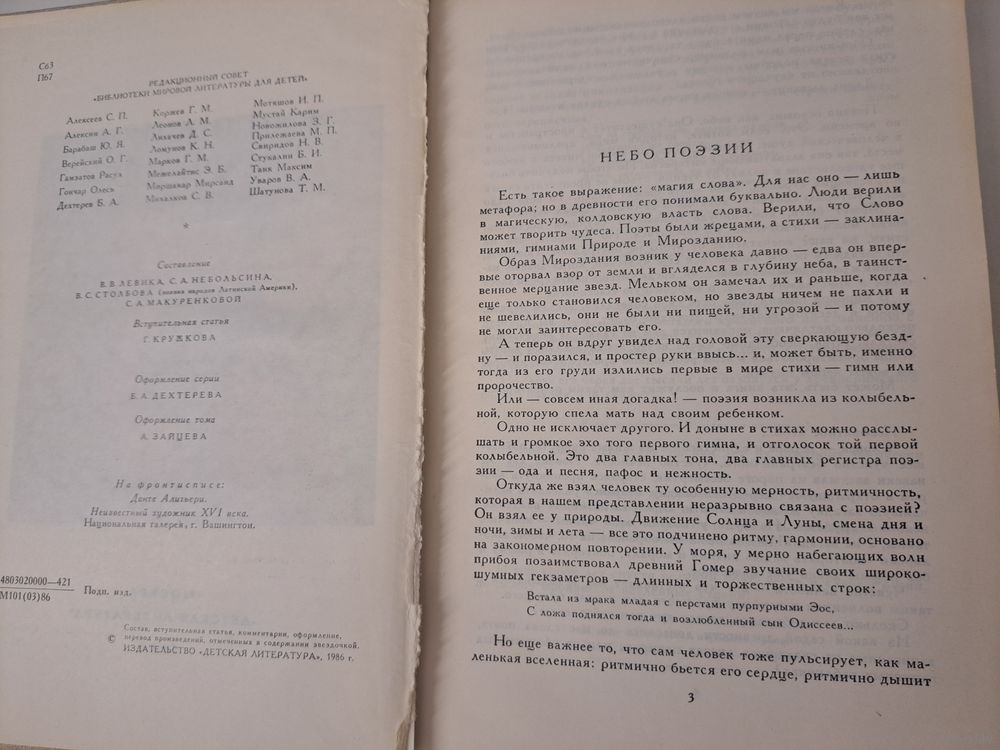 С63
П67
РЕДАКЦИОННЫЙ СОВЕТ
«БИБЛИОТЕКИ МИРОВОЙ ЛИТЕРАТУРЫ ДЛЯ ДЕТЕЙ»
Алексеев С. П.
Алексин А. Г.
Барабаш Ю. Я.
Верейский О. Г.
Гамзатов Расул
Гончар Олесь
Дехтерев Б. А.
Коржев Г. М.
Леонов Л. М.
Лихачев Д. С.
Ломунов К. Н.
Марков Г. М.
Межелайтис Э. Б.
Миршакар Мирсаид
Михалков С. В.
Мотяшов И. П.
Мустай Карим
Новожилова З. Г.
Прилежаева М. П.
Свиридов Н. В.
Стукалин Б. И.
Танк Максим
Уваров В. А.
Шатунова Т. М.
*
Составление
В. В. ЛЕВИКА, С. А. НЕБОЛЬСИНА,
В. С. СТОЛБОВА (поэзия народов Латинской Америки),
С. А. МАКУРЕНКОВОЙ
Вступительная статья
Г. КРУЖКОВА
Оформление серии
Б. А. ДЕХТЕРЕВА
Оформление тома
А. ЗАЙЦЕВА
На фронтисписе:
Данте Алигьери.
Неизвестный художник XVI века.
Национальная галерея, г. Вашингтон.
4803020000—421
М101(03)86
Подп. изд.
Состав, вступительная статья, комментарии, оформление,
перевод произведений, отмеченных в содержании звездочкой.
© ИЗДАТЕЛЬСТВО «ДЕТСКАЯ ЛИТЕРАТУРА», 1986 г.
НЕБО ПОЭЗИИ
Есть такое выражение: «магия слова». Для нас оно — лишь
метафора; но в древности его понимали буквально. Люди верили
в магическую, колдовскую власть слова. Верили, что Слово
может творить чудеса. Поэты были жрецами, а стихи — заклина-
ниями, гимнами Природе и Мирозданию.
Образ Мироздания возник у человека давно — едва он впер-
вые оторвал взор от земли и вгляделся в глубину неба, в таинст-
венное мерцание звезд. Мельком он замечал их и раньше, когда
еще только становился человеком, но звезды ничем не пахли и
не шевелились, они не были ни пищей, ни угрозой — и потому
не могли заинтересовать его.
А теперь он вдруг увидел над головой эту сверкающую безд-
ну — и поразился, и простер руки ввысь... и, может быть, именно
тогда из его груди излились первые в мире стихи — гимн или
пророчество.
Или — совсем иная догадка! — поэзия возникла из колыбель-
ной, которую спела мать над своим ребенком.
Одно не исключает другого. И доныне в стихах можно расслы-
шать и громкое эхо того первого гимна, и отголосок той первой
колыбельной. Это два главных тона, два главных регистра поэ-
зии — ода и песня, пафос и нежность.
Откуда же взял человек ту особенную мерность, ритмичность,
которая в нашем представлении неразрывно связана с поэзией?
Он взял ее у природы. Движение Солнца и Луны, смена дня и
ночи, зимы и лета — все это подчинено ритму, гармонии, основано
на закономерном повторении. У моря, у мерно набегающих волн
прибоя позаимствовал древний Гомер звучание своих широко-
шумных гекзаметров — длинных и торжественных строк:
Встала из мрака младая с перстами пурпурными Эос,
С ложа поднялся тогда и возлюбленный сын Одиссеев...
Но еще важнее то, что сам человек тоже пульсирует, как ма-
ленькая вселенная: ритмично бьется его сердце, ритмично дышит
3